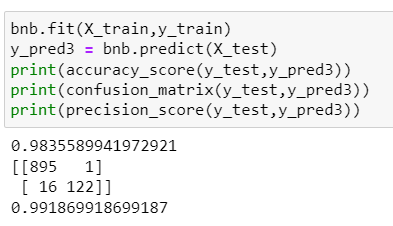 bnb.fit(X_train,y_train)
y_pred3 = bnb.predict(X_test)
print(accuracy_score(y_test,y_pred3))
print(confusion_matrix(y_test,y_pred3))
print(precision_score(y_test,y_pred3))
0.9835589941972921
[[895   1]
 [ 16 122]]
0.991869918699187